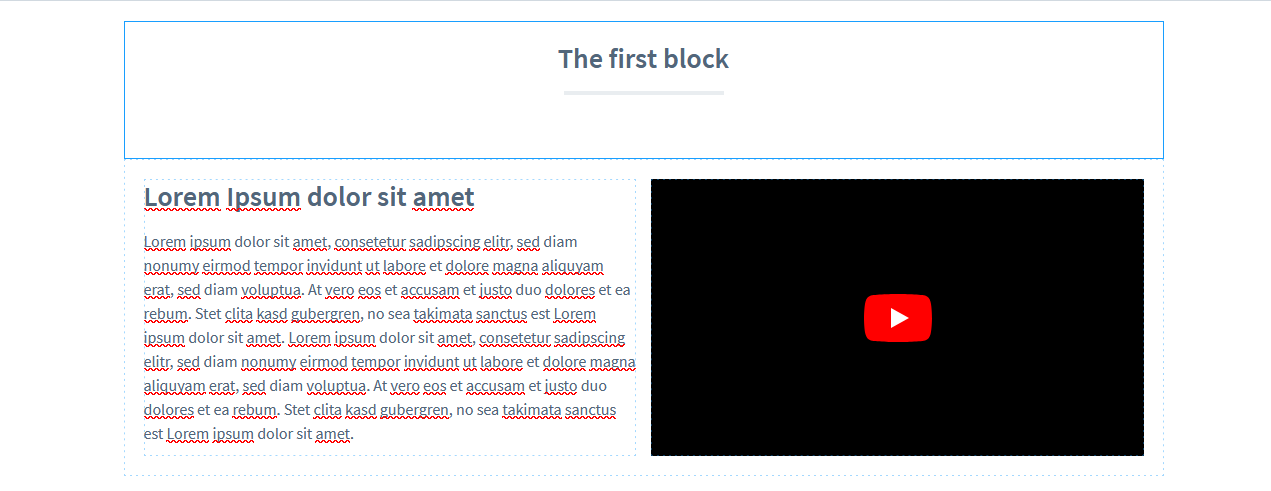 The first block
Lorem Ipsum dolor sit amet
Lorem ipsum dolor sit amet, consetetur sadipscing elitr, sed diam
nonumy eirmod tempor invidunt ut labore et dolore magna aliquyam
erat, sed diam voluptua. At vero eos et accusam et justo duo dolores et ea
rebum. Stet clita kasd gubergren, no sea takimata sanctus est Lorem
ipsum dolor sit amet. Lorem ipsum dolor sit amet, consetetur sadipscing
elitr, sed diam nonumy eirmod tempor invidunt ut labore et dolore magna
aliquyam erat, sed diam voluptua. At vero eos et accusam et justo duo
dolores et ea rebum. Stet clita kasd gubergren, no sea takimata sanctus
est Lorem ipsum dolor sit amet.